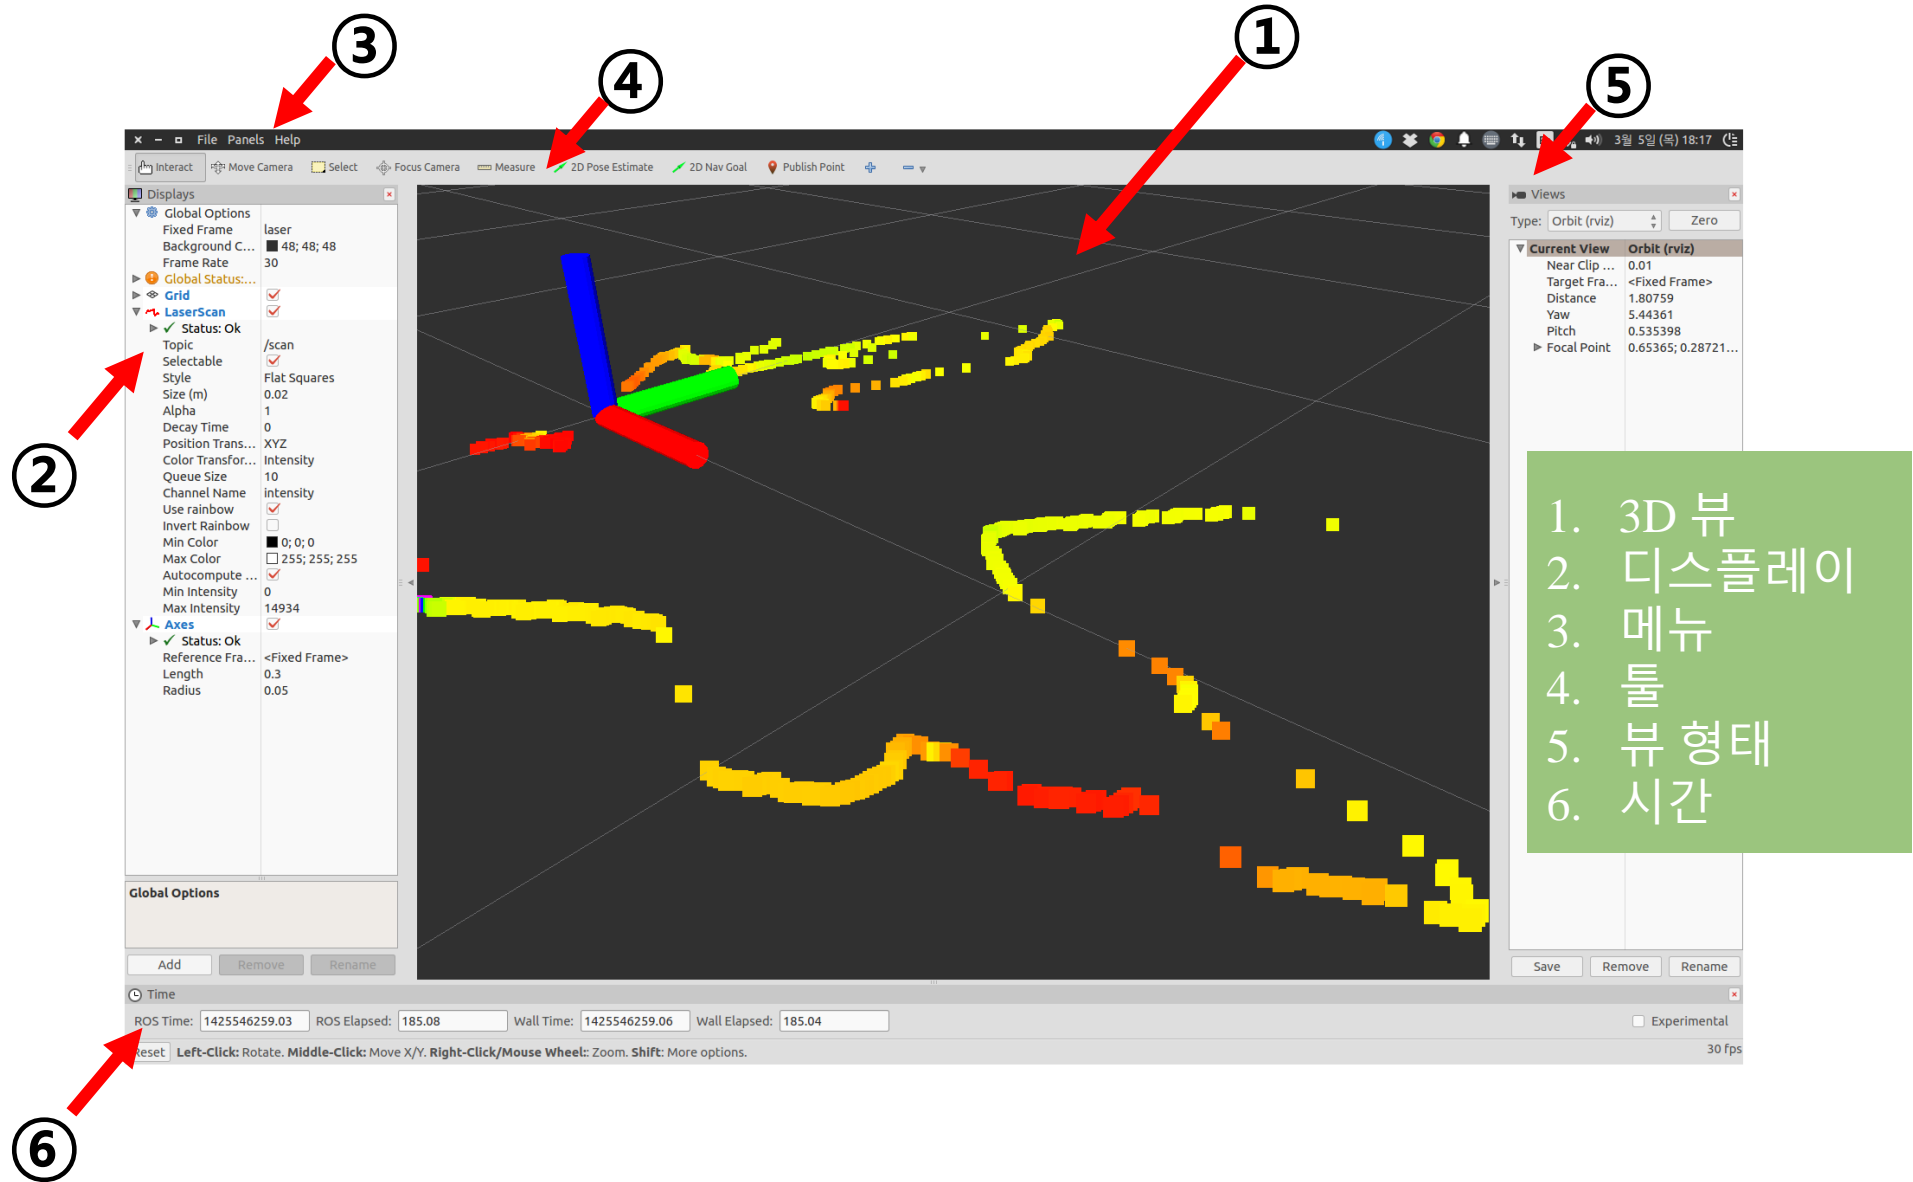 ③
①
④
⑤
File Panels Help
3월 5일 (목) 18:17
Interact Move Camera Select Focus Camera Measure 2D Pose Estimate 2D Nav Goal Publish Point
Displays
Global Options
Fixed Frame laser
Background C... 48; 48; 48
Frame Rate 30
Global Status:...
Grid
LaserScan
Status: Ok
Topic /scan
Selectable
Style Flat Squares
Size (m) 0.02
Alpha 1
Decay Time 0
Position Trans... XYZ
Color Transfor... Intensity
Queue Size 10
Channel Name intensity
Use rainbow
Invert Rainbow
Min Color 0; 0; 0
Max Color 255; 255; 255
Autocompute ...
Min Intensity 0
Max Intensity 14934
Axes
Status: Ok
Reference Fra... <Fixed Frame>
Length 0.3
Radius 0.05
②
Global Options
Add Remove Rename
Views
Type: Orbit (rviz) Zero
Current View Orbit (rviz)
Near Clip ... 0.01
Target Fra... <Fixed Frame>
Distance 1.80759
Yaw 5.44361
Pitch 0.535398
Focal Point 0.65365; 0.28721...
1. 3D 뷰
2. 디스플레이
3. 메뉴
4. 툴
5. 뷰 형태
6. 시간
Save Remove Rename
Time
ROS Time: 1425546259.03 ROS Elapsed: 185.08 Wall Time: 1425546259.06 Wall Elapsed: 185.04 Experimental
Left-Click: Rotate. Middle-Click: Move X/Y. Right-Click/Mouse Wheel:: Zoom. Shift: More options. 30 fps
⑥